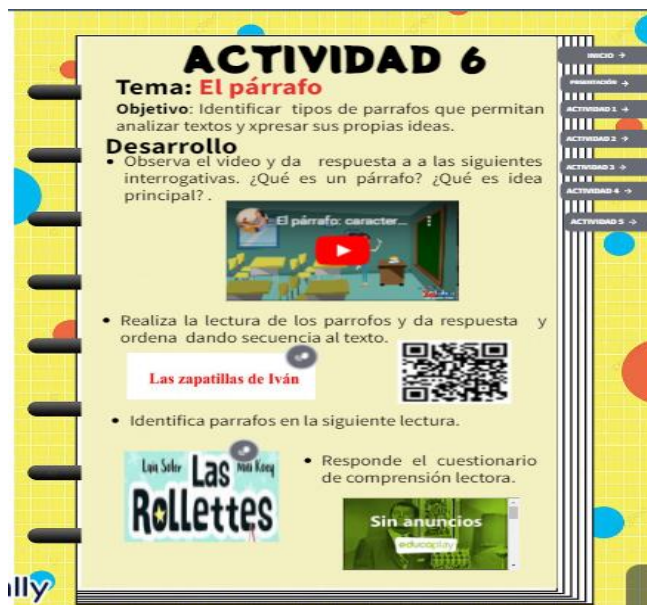 ACTIVIDAD 6
Tema: El párrafo
Objetivo: Identificar tipos de parrafos que permitan
analizar textos y xpresar sus propias ideas.
Desarrollo
• Observa el video y da respuesta a a las siguientes
interrogativas. ¿Qué es un párrafo? ¿Qué es idea
principal? .
El párrafo: caracter...
• Realiza la lectura de los parrofos y da respuesta y
ordena dando secuencia al texto.
Las zapatillas de Iván
• Identifica parrafos en la siguiente lectura.
Las
Rollettes
• Responde el cuestionario
de comprensión lectora.
Sin anuncios
educaplay
INICIO →
PRESENTACIÓN →
ACTIVIDAD 1 →
ACTIVIDAD 2 →
ACTIVIDAD 3 →
ACTIVIDAD 4 →
ACTIVIDAD 5 →
lly